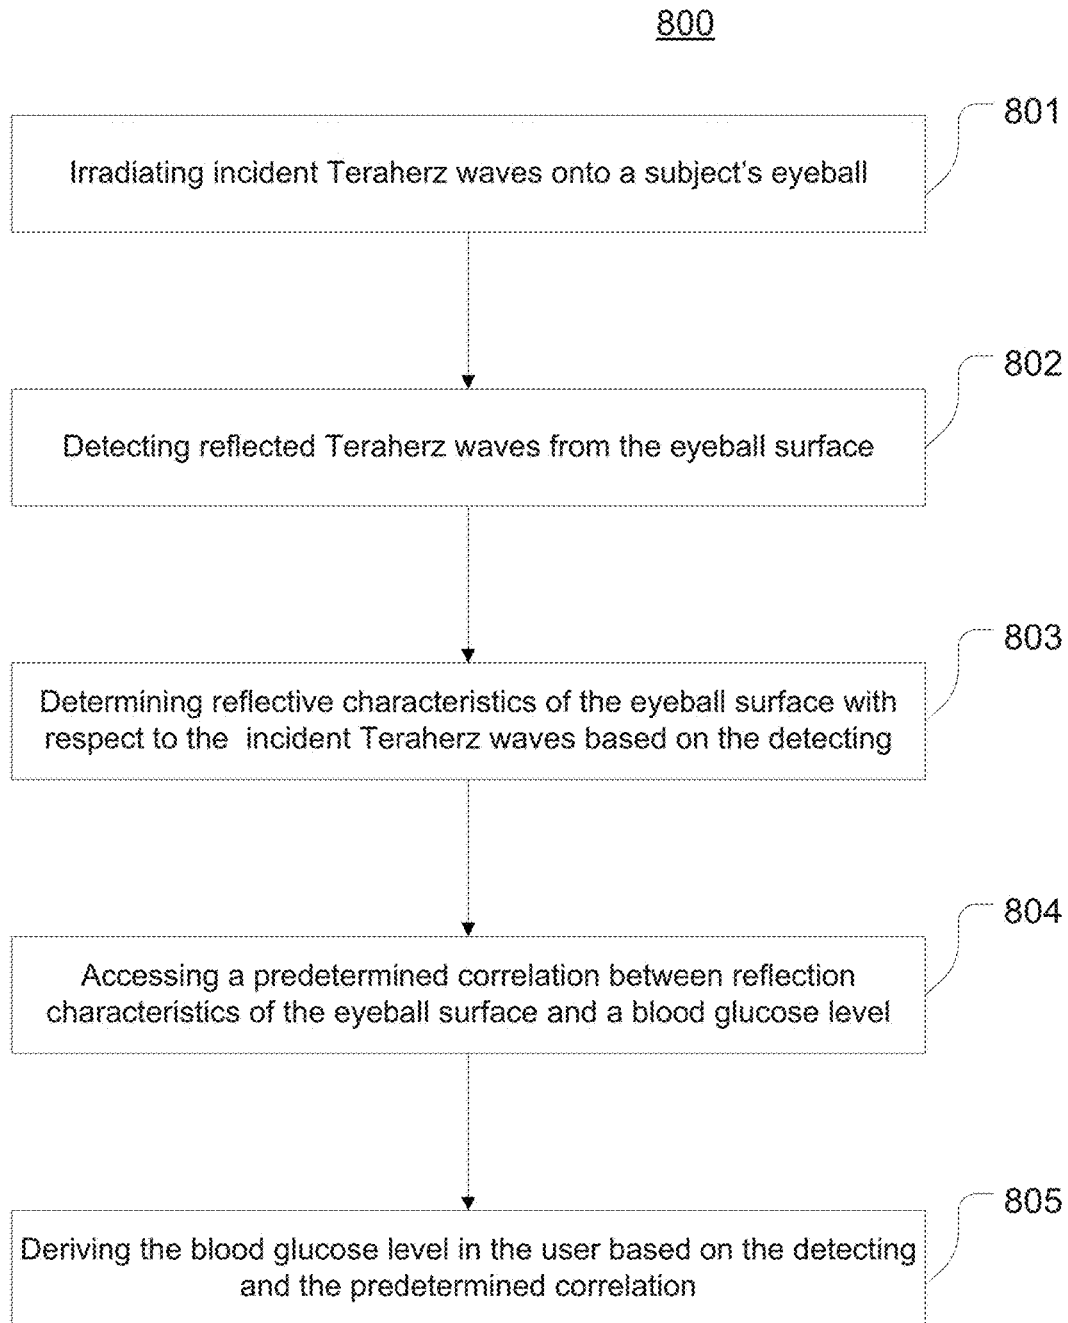 800
801
Irradiating incident Teraherz waves onto a subject's eyeball
802
Detecting reflected Teraherz waves from the eyeball surface
803
Determining reflective characteristics of the eyeball surface with
respect to the incident Teraherz waves based on the detecting
804
Accessing a predetermined correlation between reflection
characteristics of the eyeball surface and a blood glucose level
805
Deriving the blood glucose level in the user based on the detecting
and the predetermined correlation